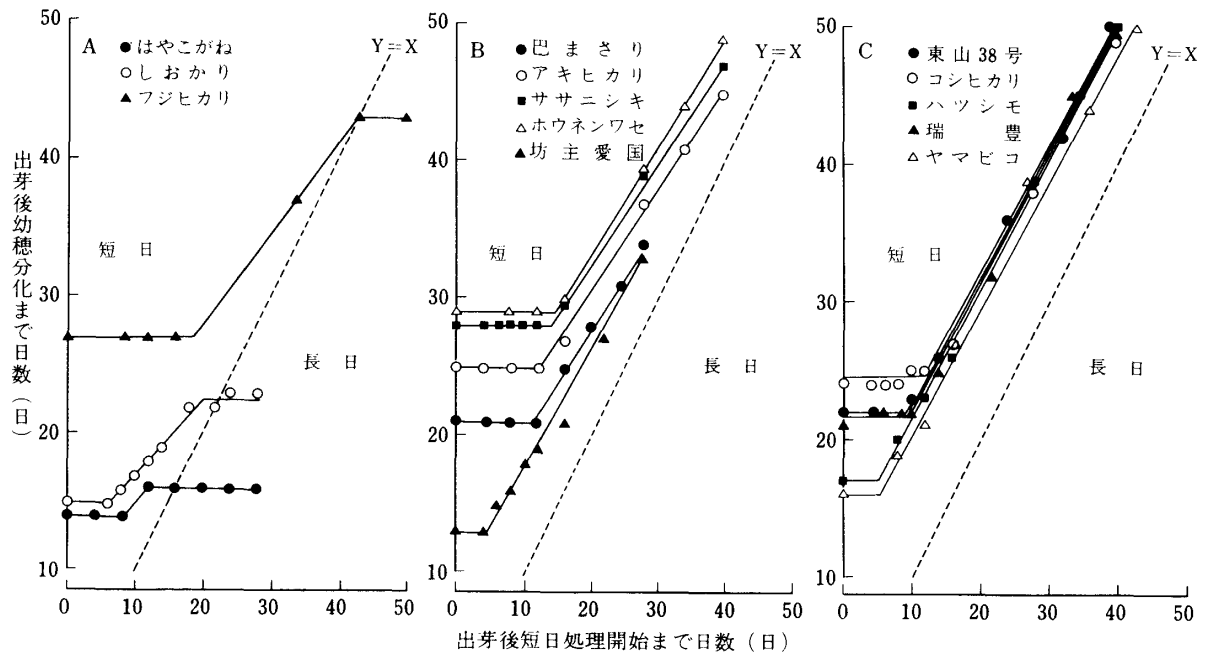 A
●はやこがね
○しおかり
▲フジヒカリ
Y=X
短日
長日
50
40
30
20
10
0 10 20 30 40 50
B
●巴まさり
○アキヒカリ
■ササニシキ
△ホウネンワセ
▲坊主愛国
Y=X
短日
長日
50
40
30
20
10
0 10 20 30 40 50
C
●東山38号
○コシヒカリ
■ハツシモ
▲瑞豊
△ヤマビコ
Y=X
短日
長日
50
40
30
20
10
0 10 20 30 40 50
出芽後幼穂分化まで日数(日)
出芽後短日処理開始まで日数(日)